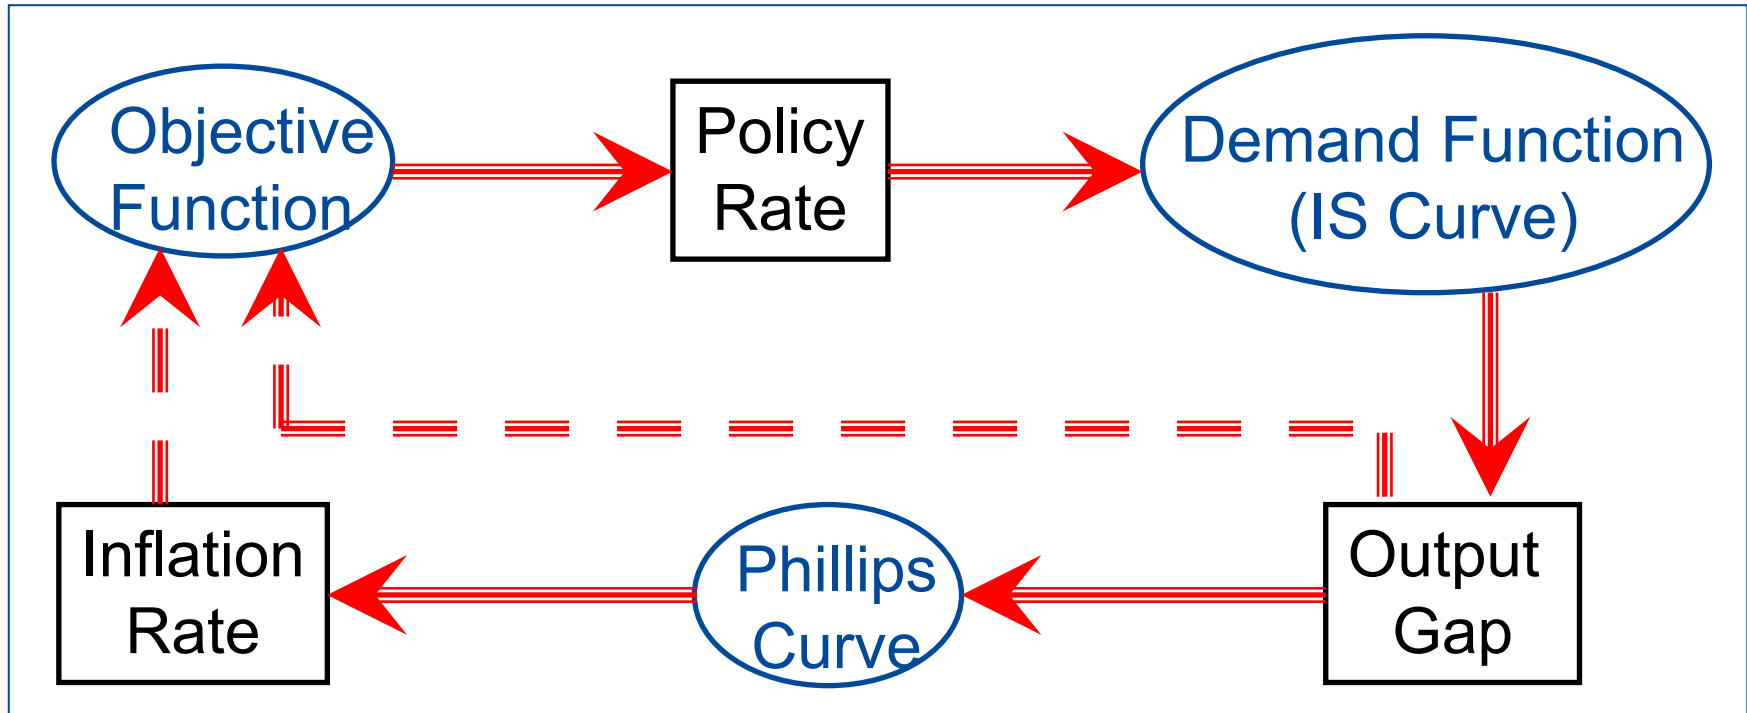 Objective
Function
Policy
Rate
Demand Function
(IS Curve)
Inflation
Rate
Phillips
Curve
Output
Gap